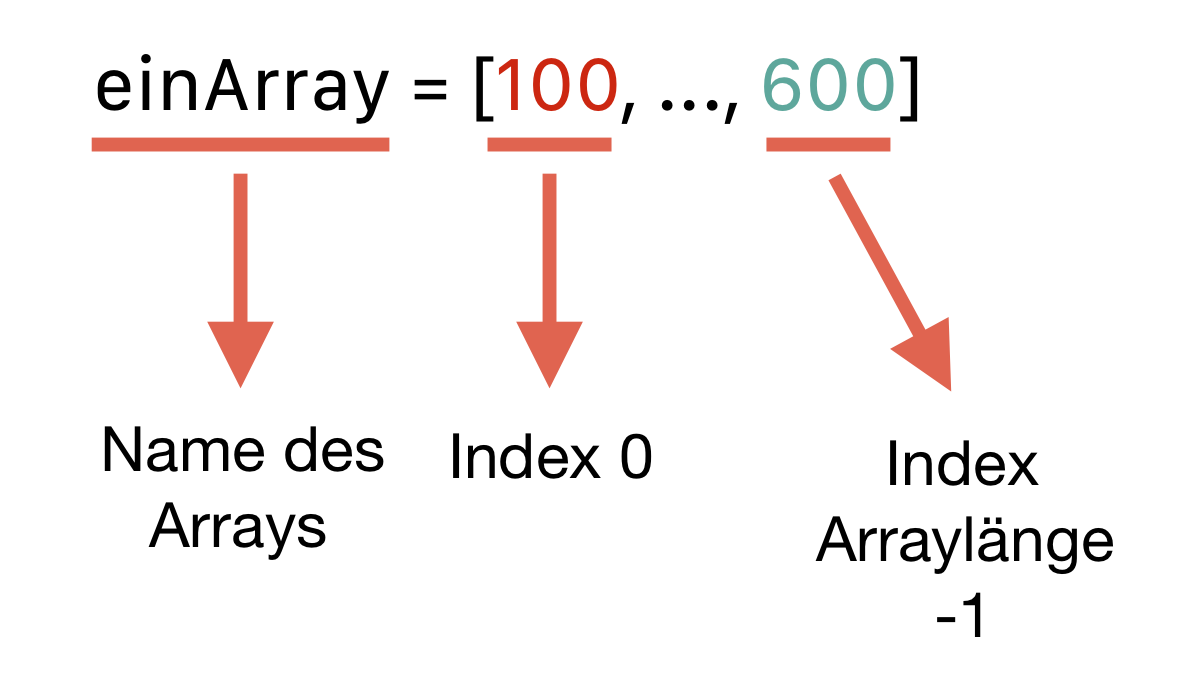 einArray = [100, ..., 600]
Name des
Arrays
Index 0
Index
Arraylänge
-1